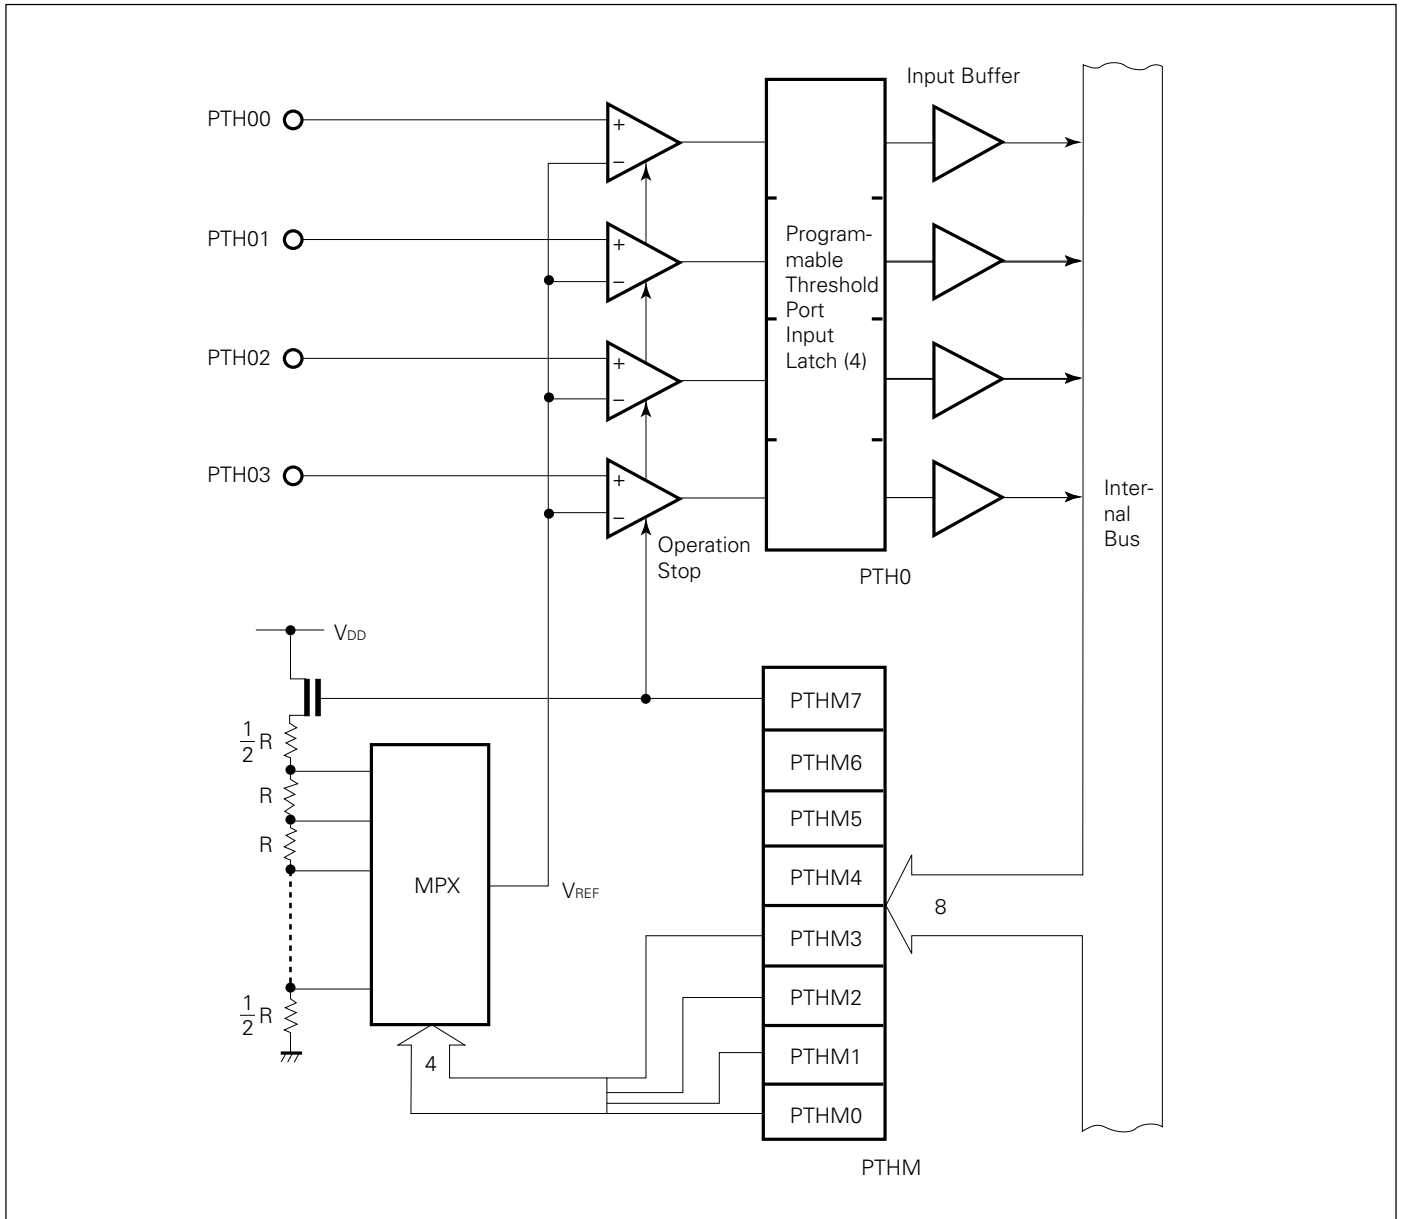 Input Buffer
PTH00
+
−
PTH01
+
−
PTH02
+
−
PTH03
+
−
Program-
mable
Threshold
Port
Input
Latch (4)
PTH0
Inter-
nal
Bus
Operation
Stop
VDD
1
2
R
R
R
1
2
R
MPX
VREF
4
PTHM7
PTHM6
PTHM5
PTHM4
PTHM3
PTHM2
PTHM1
PTHM0
PTHM
8